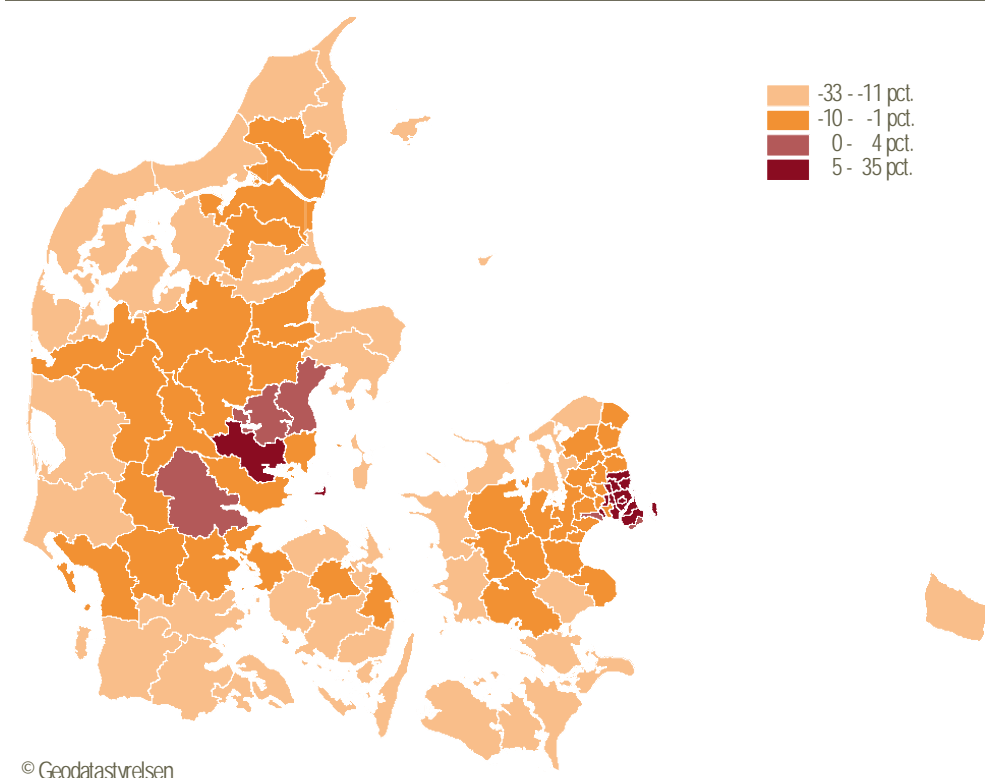 -33 - -11 pct.
-10 - -1 pct.
0 - 4 pct.
5 - 35 pct.
© Geodatastyrelsen